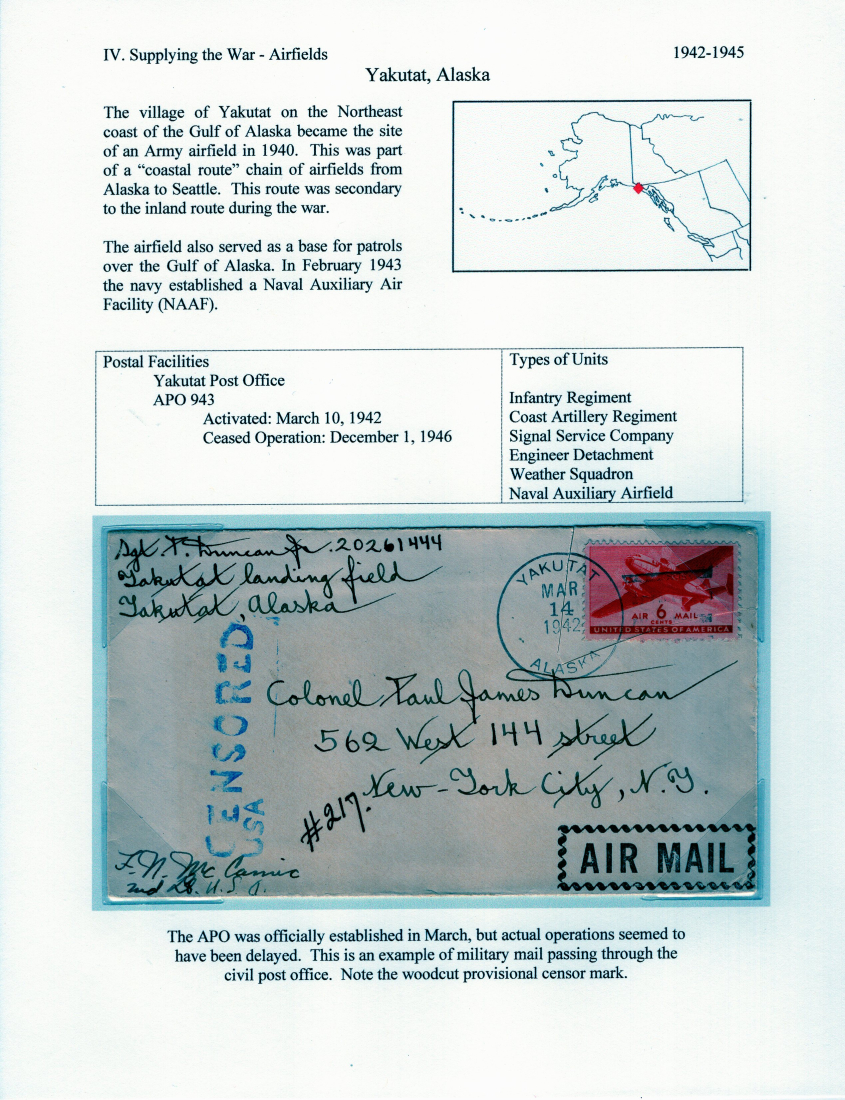 IV. Supplying the War - Airfields 1942-1945
Yakutat, Alaska
The village of Yakutat on the Northeast
coast of the Gulf of Alaska became the site
of an Army airfield in 1940. This was part
of a “coastal route” chain of airfields from
Alaska to Seattle. This route was secondary
to the inland route during the war.
The airfield also served as a base for patrols
over the Gulf of Alaska. In February 1943
the navy established a Naval Auxiliary Air
Facility (NAAF).
Postal Facilities
Yakutat Post Office
APO 943
Activated: March 10, 1942
Ceased Operation: December 1, 1946
Types of Units
Infantry Regiment
Coast Artillery Regiment
Signal Service Company
Engineer Detachment
Weather Squadron
Naval Auxiliary Airfield
Sgt. P. Duncan Jr. 20261444
Yakutat landing field
Yakutat, Alaska
YAKUTAT
MAR
14
1942
ALASKA
AIR 6 MAIL
CENTS
UNITED STATES OF AMERICA
CENSORED
USA
Colonel Paul James Duncan
562 West 144 street
New-York City, N.Y.
#217.
2nd Lt. U.S.A.
AIR MAIL
The APO was officially established in March, but actual operations seemed to
have been delayed. This is an example of military mail passing through the
civil post office. Note the woodcut provisional censor mark.